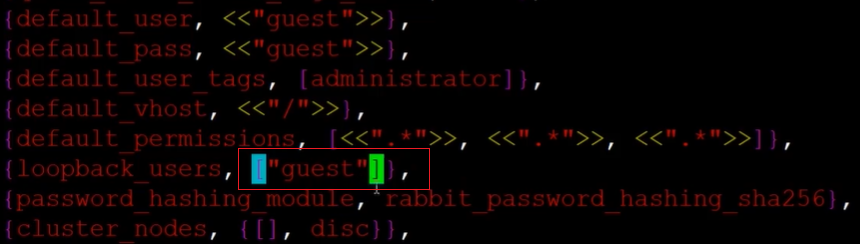 {default_user, <<"guest">>},
{default_pass, <<"guest">>},
{default_user_tags, [administrator]},
{default_vhost, <<"/">>},
{default_permissions, [<<".*">>, <<".*">>, <<".*">>]},
{loopback_users, ["guest"]},
{password_hashing_module, rabbit_password_hashing_sha256},
{cluster_nodes, {[], disc}},